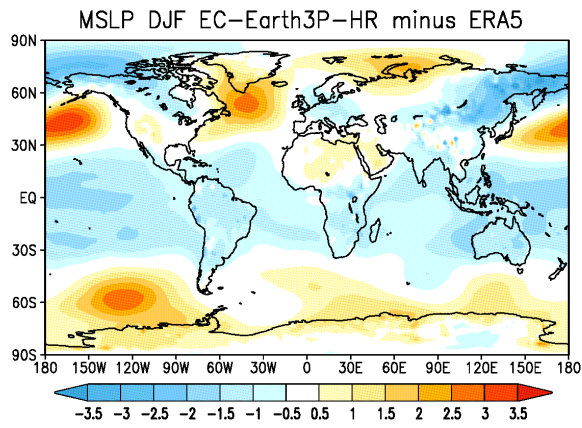 MSLP DJF EC-Earth3P-HR minus ERA5
90N
60N
30N
EQ
30S
60S
90S
180 150W 120W 90W 60W 30W 0 30E 60E 90E 120E 150E 180
-3.5 -3 -2.5 -2 -1.5 -1 -0.5 0.5 1 1.5 2 2.5 3 3.5